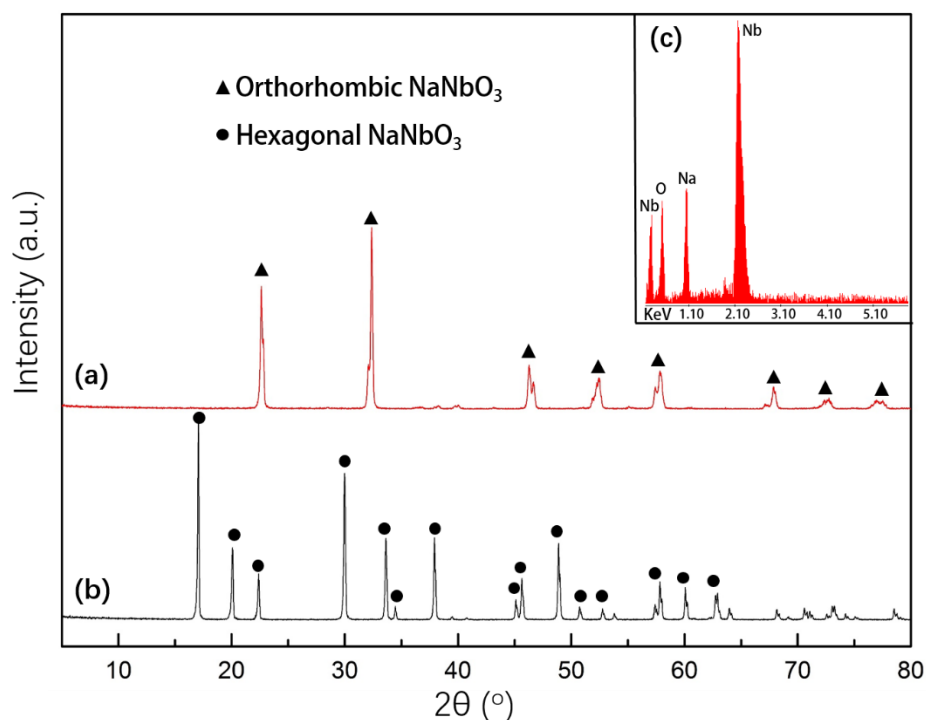 (c)
Nb
▲ Orthorhombic NaNbO₃
● Hexagonal NaNbO₃
Nb
O
Na
KeV 1.10 2.10 3.10 4.10 5.10
Intensity (a.u.)
(a)
(b)
10 20 30 40 50 60 70 80
2θ (°)